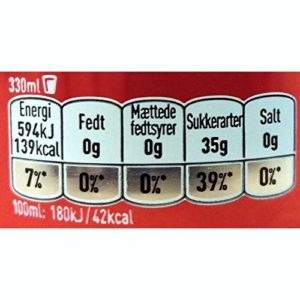 330ml
Energi
594kJ
139kcal
7%*
Fedt
0g
0%*
Mættede
fedtsyrer
0g
0%*
Sukkerarter
35g
39%*
Salt
0g
0%*
100ml: 180kJ/42kcal